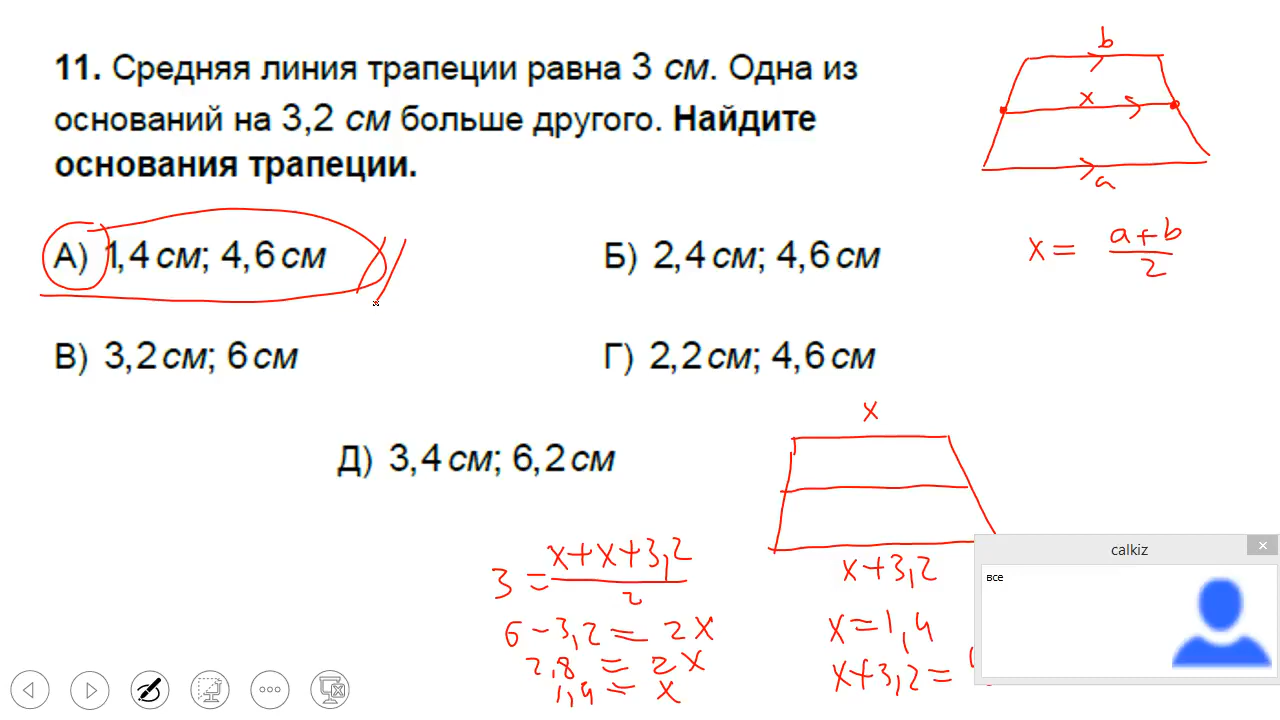 11. Средняя линия трапеции равна 3 см. Одна из
оснований на 3,2 см больше другого. Найдите
основания трапеции.
А) 1,4 см; 4,6 см
Б) 2,4 см; 4,6 см
В) 3,2 см; 6 см
Г) 2,2 см; 4,6 см
Д) 3,4 см; 6,2 см
b
x
a
x = a+b
2
x
x+3,2
3 = x+x+3,2
2
6-3,2 = 2x
2,8 = 2x
1,4 = x
x=1,4
x+3,2=
calkiz
все